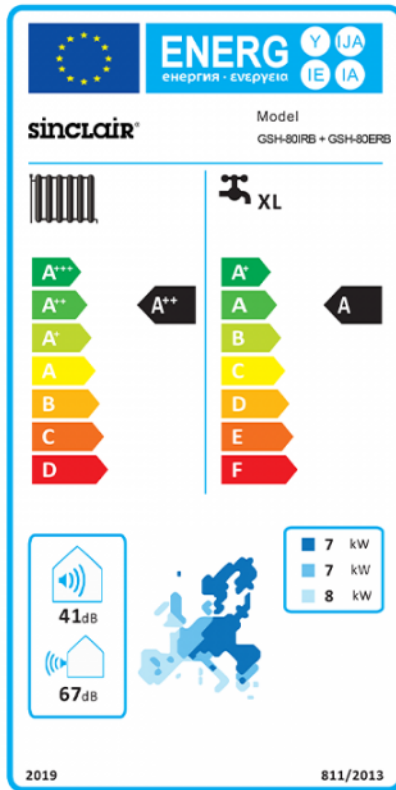 ENERG
енергия · ενεργεια
Y IJA
IE IA
sinclair®
Model
GSH-80IRB + GSH-80ERB
XL
A+++
A++
A+
A
B
C
D
A++
A+
A
B
C
D
E
F
A
41dB
67dB
7 kW
7 kW
8 kW
2019
811/2013